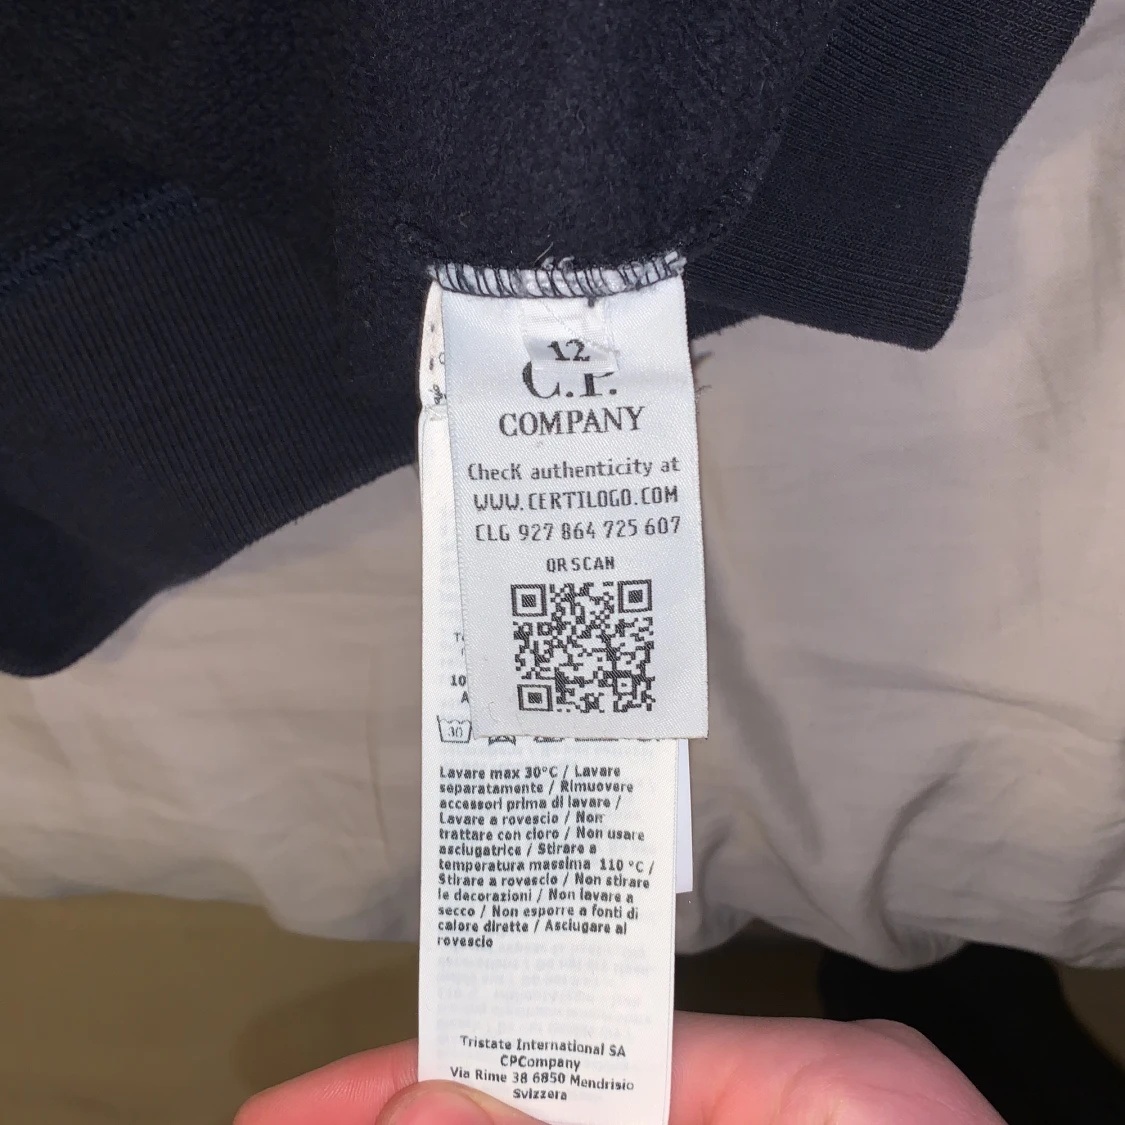 12
C.P.
COMPANY
Check authenticity at
WWW.CERTILOGO.COM
CLG 927 864 725 607
QR SCAN
10
A
30
Lavare max 30°C / Lavare
separatamente / Rimuovere
accessori prima di lavare /
Lavare a rovescio / Non
trattare con cloro / Non usare
asciugatrice / Stirare a
temperatura massima 110 °C /
Stirare a rovescio / Non stirare
le decorazioni / Non lavare a
secco / Non esporre a fonti di
calore dirette / Asciugare al
rovescio
Tristate International SA
CPCompany
Via Rime 38 6850 Mendrisio
Svizzera